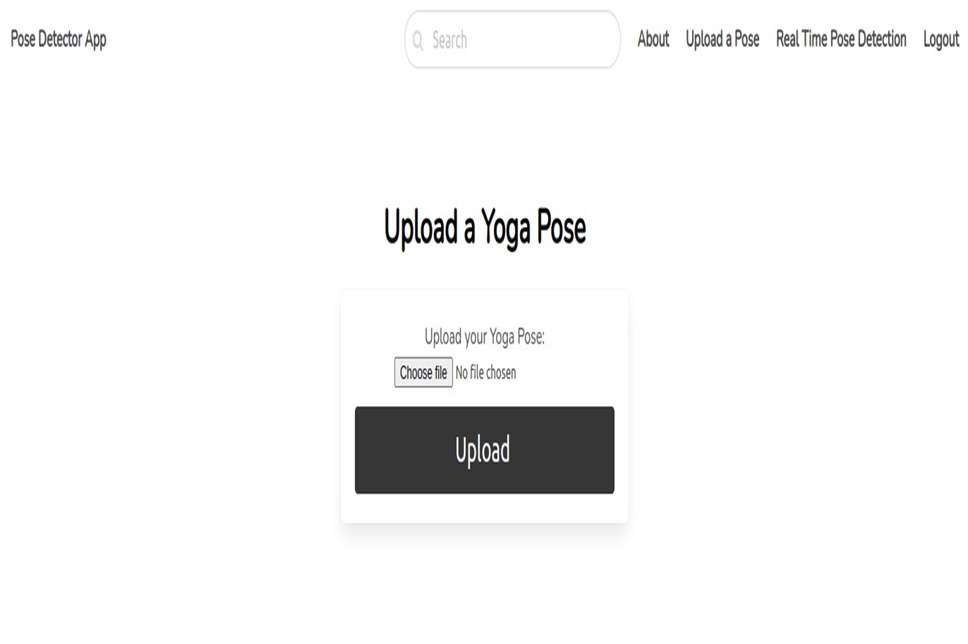 Pose Detector App
Search
About
Upload a Pose
Real Time Pose Detection
Logout
Upload a Yoga Pose
Upload your Yoga Pose:
Choose file No file chosen
Upload